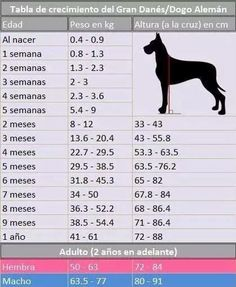 Tabla de crecimiento del Gran Danés/Dogo Alemán
Edad Peso en kg Altura (a la cruz) en cm
Al nacer 0.4 - 0.9
1 semanas 0.8 - 1.3
2 semanas 1.3 - 2.3
3 semanas 2 - 3
4 semanas 2.3 - 3.6
5 semanas 5.4 - 9
2 meses 8 - 12 33 - 43
3 meses 13.6 - 20.4 43 - 55.8
4 meses 22.7 - 29.5 53.3 - 63.5
5 meses 29.5 - 38.5 63.5 -76.2
6 meses 31.8 - 45.3 65 - 82
7 meses 34 - 50 67.8 - 84
8 meses 36.3 - 52.2 68 - 86.4
9 meses 38.5 - 54.4 71 - 86.4
1 año 41 - 61 72 - 88
Adulto (2 años en adelante)
Hembra 50 - 63 72 - 84
Macho 63.5 - 77 80 - 91